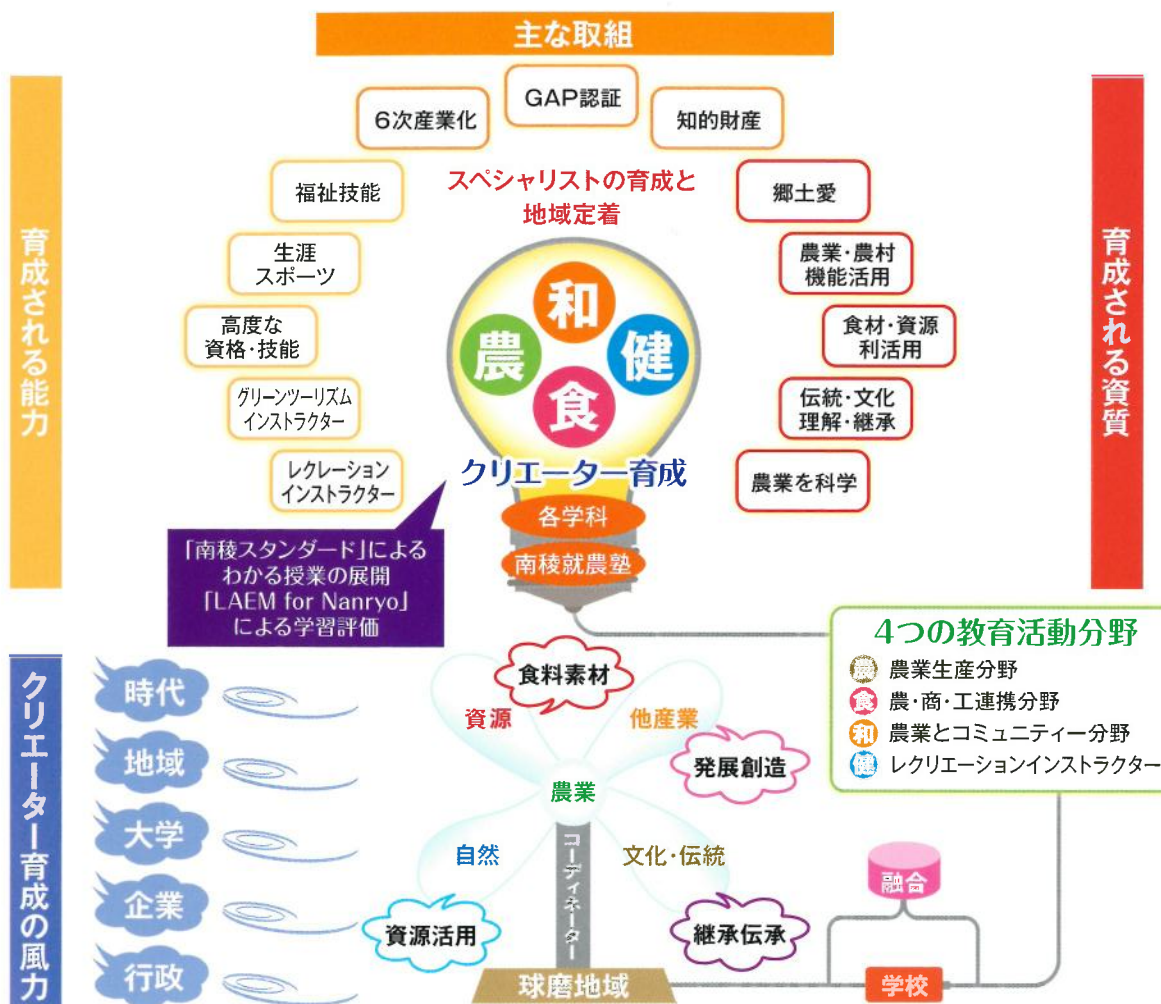 主な取組
GAP認証
6次産業化
知的財産
福祉技能
スペシャリストの育成と
地域定着
郷土愛
生涯
スポーツ
農業・農村
機能活用
高度な
資格・技能
食材・資源
利活用
グリーンツーリズム
インストラクター
伝統・文化
理解・継承
レクレーション
インストラクター
農業を科学
育成される能力
育成される資質
和
農
健
食
クリエーター育成
各学科
南稜就農塾
「南稜スタンダード」による
わかる授業の展開
「LAEM for Nanryo」
による学習評価
4つの教育活動分野
農 農業生産分野
食 農・商・工連携分野
和 農業とコミュニティー分野
健 レクリエーションインストラクター
クリエーター育成の風力
時代
地域
大学
企業
行政
食料素材
資源
他産業
発展創造
農業
自然
文化・伝統
コーディネーター
資源活用
継承伝承
融合
球磨地域
学校